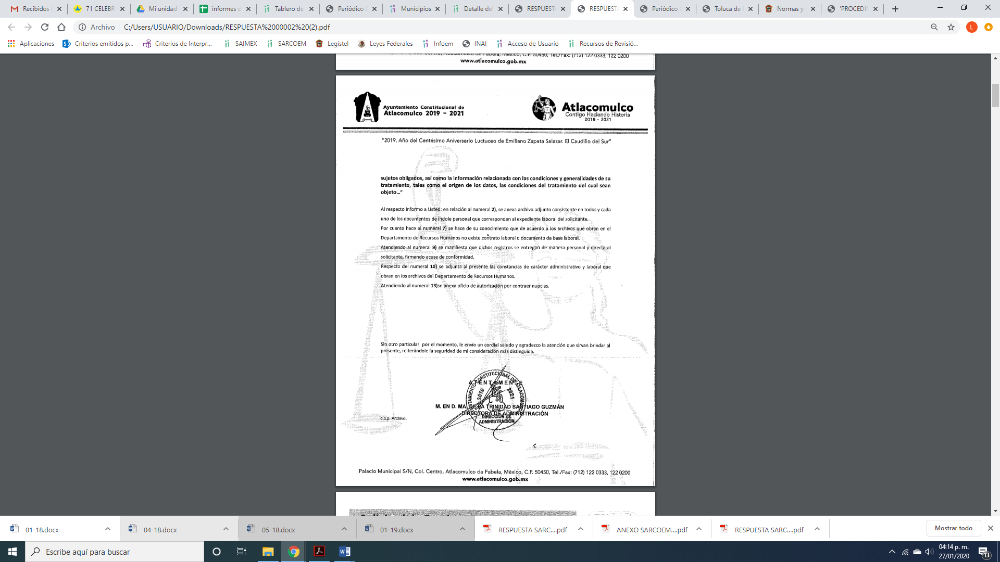 Recibidos
71 CELEBR
Mi unidad
informes d
Tablero de
Periódico
Municipios
Detalle del
RESPUEST
RESPUEST
Periódico
Toluca de
Normas y
'PROCEDI
Archivo | C:/Users/USUARIO/Downloads/RESPUESTA%2000002%20(2).pdf
L
Aplicaciones
Criterios emitidos p...
Criterios de Interpr...
SAIMEX
SARCOEM
Legistel
Leyes Federales
Infoem
INAI
Acceso de Usuario
Recursos de Revisió...
Centro, Atlacomulco de Fabela, México, C.P. 50450, Tel./Fax: (712) 122 0333, 122 0200
www.atlacomulco.gob.mx
Ayuntamiento Constitucional de
Atlacomulco 2019 - 2021
Atlacomulco
Contigo Haciendo Historia
2019 - 2021
"2019. Año del Centésimo Aniversario Luctuoso de Emiliano Zapata Salazar. El Caudillo del Sur"
sujetos obligados, así como la información relacionada con las condiciones y generalidades de su
tratamiento, tales como el origen de los datos, las condiciones del tratamiento del cual sean
objeto..."
Al respecto informo a Usted: en relación al numeral 2), se anexa archivo adjunto consistente en todos y cada
uno de los documentos de índole personal que corresponden al expediente laboral del solicitante.
Por cuanto hace al numeral 7) se hace de su conocimiento que de acuerdo a los archivos que obran en el
Departamento de Recursos Humanos no existe contrato laboral o documento de base laboral.
Atendiendo al numeral 9) se manifiesta que dichos registros se entregan de manera personal y directa al
solicitante, firmando acuse de conformidad.
Respecto del numeral 10) se adjunta al presente las constancias de carácter administrativo y laboral que
obran en los archivos del Departamento de Recursos Humanos.
Atendiendo al numeral 13)se anexa oficio de autorización por contraer nupcias.
Sin otro particular por el momento, le envío un cordial saludo y agradezco la atención que sirvan brindar al
presente, reiterándole la seguridad de mi consideración más distinguida.
A T E N T A M E N T E
M. EN D. MA. DE LA TRINIDAD SANTIAGO GUZMÁN
DIRECTORA DE ADMINISTRACIÓN
AYUNTAMIENTO CONSTITUCIONAL DE ATLACOMULCO
2019
2021
DIRECCIÓN DE
ADMINISTRACIÓN
c.c.p. Archivo.
Palacio Municipal S/N, Col. Centro, Atlacomulco de Fabela, México, C.P. 50450, Tel./Fax: (712) 122 0333, 122 0200
www.atlacomulco.gob.mx
01-18.docx
04-18.docx
05-18.docx
01-19.docx
RESPUESTA SARC....pdf
ANEXO SARCOEM....pdf
RESPUESTA SARC....pdf
Mostrar todo
Escribe aquí para buscar
04:14 p. m.
27/01/2020
13